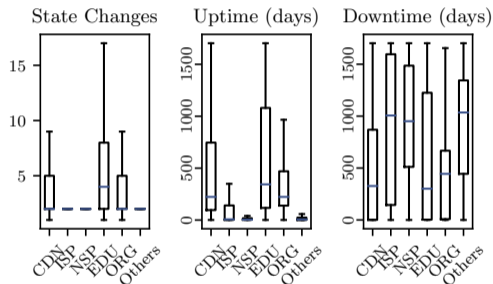 State Changes
15
10
5
CDN
ISP
NSP
EDU
ORG
Others
Uptime (days)
1500
1000
500
0
CDN
ISP
NSP
EDU
ORG
Others
Downtime (days)
1500
1000
500
0
CDN
ISP
NSP
EDU
ORG
Others